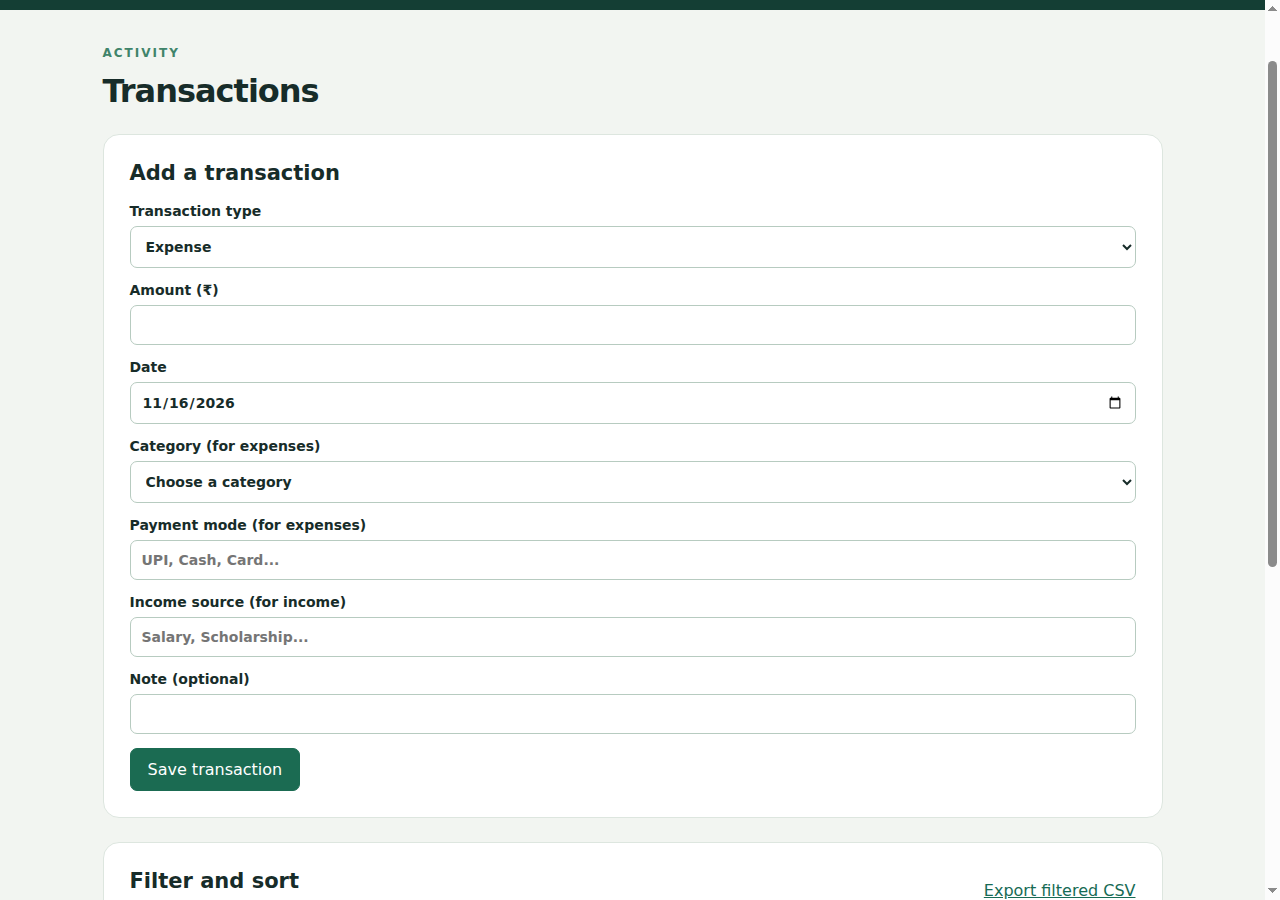 ACTIVITY
Transactions
Add a transaction
Transaction type
Expense
Amount (₹)
Date
11/16/2026
Category (for expenses)
Choose a category
Payment mode (for expenses)
UPI, Cash, Card...
Income source (for income)
Salary, Scholarship...
Note (optional)
Save transaction
Filter and sort
Export filtered CSV